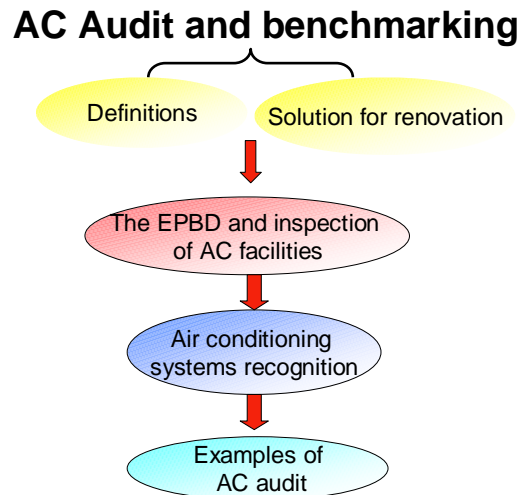 AC Audit and benchmarking
Definitions
Solution for renovation
The EPBD and inspection
of AC facilities
Air conditioning
systems recognition
Examples of
AC audit